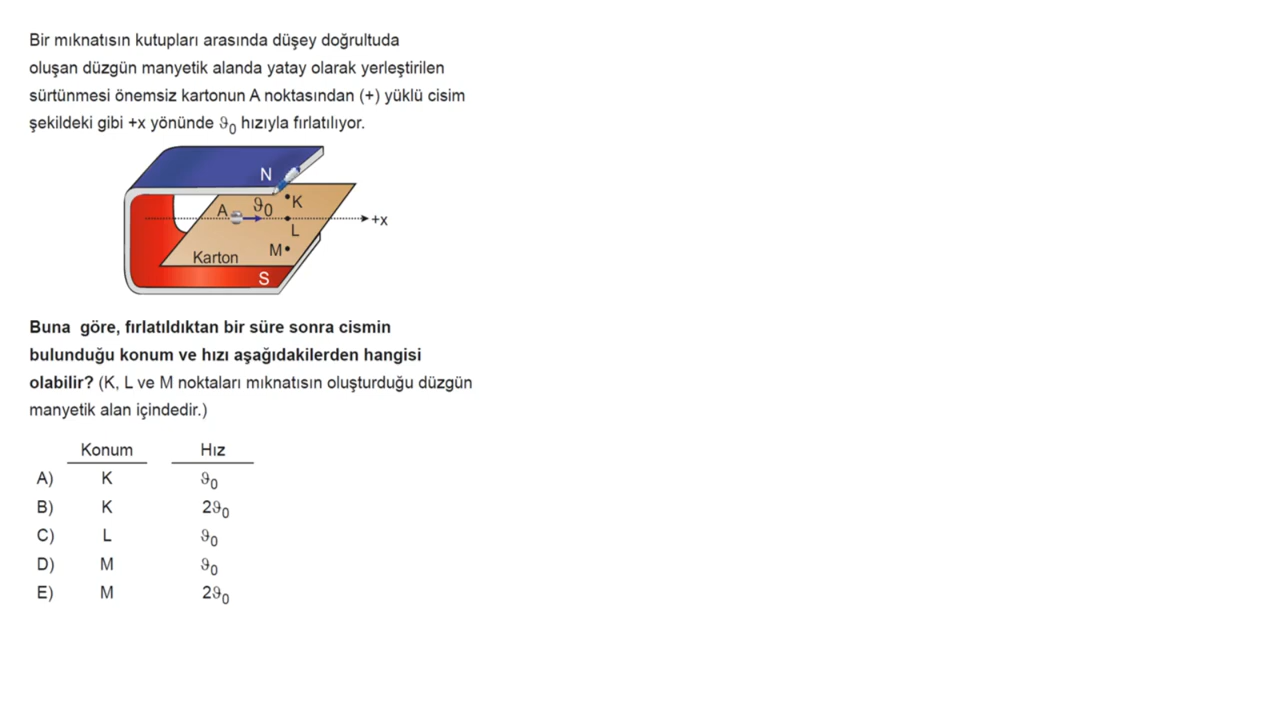 Bir mıknatısın kutupları arasında düşey doğrultuda
oluşan düzgün manyetik alanda yatay olarak yerleştirilen
sürtünmesi önemsiz kartonun A noktasından (+) yüklü cisim
şekildeki gibi +x yönünde ϑ0 hızıyla fırlatılıyor.
N
A ϑ0 K
+x
L
M
Karton
S
Buna göre, fırlatıldıktan bir süre sonra cismin
bulunduğu konum ve hızı aşağıdakilerden hangisi
olabilir? (K, L ve M noktaları mıknatısın oluşturduğu düzgün
manyetik alan içindedir.)
Konum Hız
A) K ϑ0
B) K 2ϑ0
C) L ϑ0
D) M ϑ0
E) M 2ϑ0